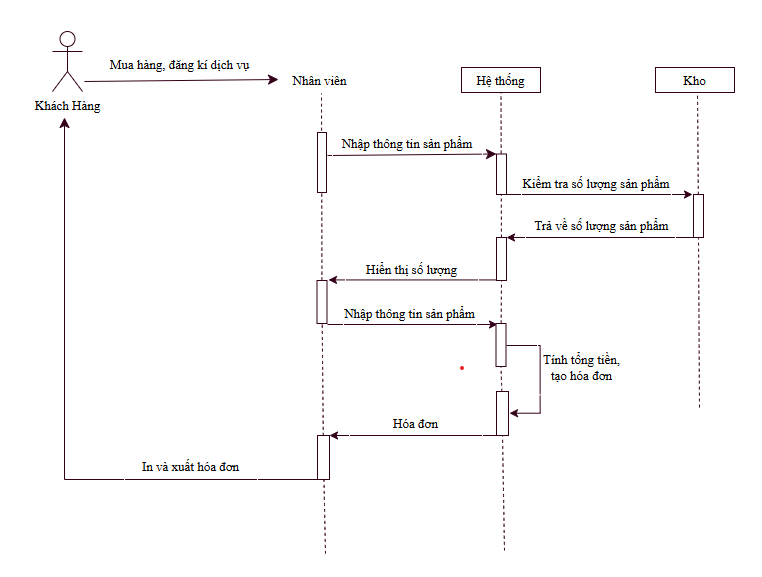 Mua hàng, đăng kí dịch vụ
Khách Hàng
Nhân viên
Hệ thống
Kho
Nhập thông tin sản phẩm
Kiểm tra số lượng sản phẩm
Trả về số lượng sản phẩm
Hiển thị số lượng
Nhập thông tin sản phẩm
Tính tổng tiền,
tạo hóa đơn
Hóa đơn
In và xuất hóa đơn